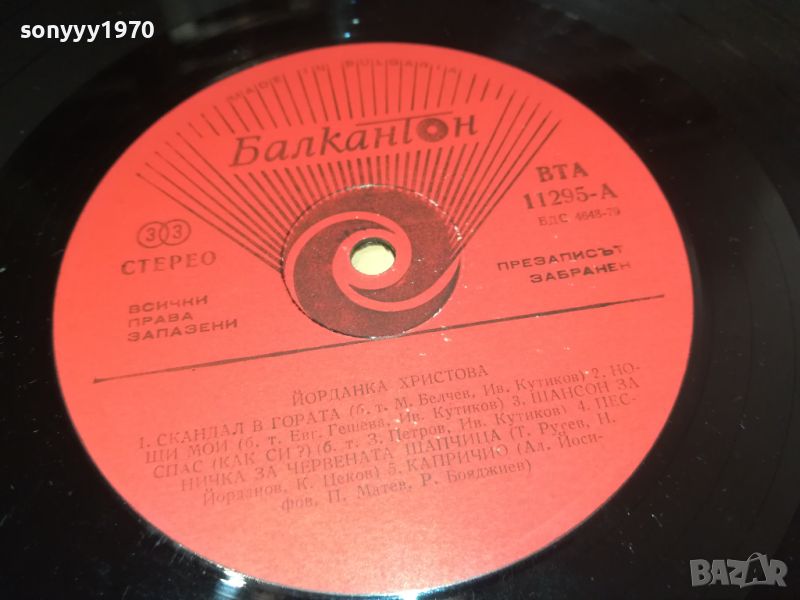 sonyyy1970
MADE IN BULGARIA
Балкантон
ВТА
11295-А
БДС 4648-79
33
СТЕРЕО
ПРЕЗАПИСЪТ
ЗАБРАНЕН
ВСИЧКИ
ПРАВА
ЗАПАЗЕНИ
ЙОРДАНКА ХРИСТОВА
1. СКАНДАЛ В ГОРАТА (б. т. М. Белчев, Ив. Кутиков) 2. НО-
ЩИ МОИ (б. т. Евг. Гешева, Ив. Кутиков) 3. ШАНСОН ЗА
СПАС (КАК СИ?) (б. т. З. Петров, Ив. Кутиков) 4. ПЕС-
НИЧКА ЗА ЧЕРВЕНАТА ШАПЧИЦА (Т. Русев, Н.
Йорданов, К. Цеков) 5. КАПРИЧИО (Ал. Йоси-
фов, П. Матев, Р. Бояджиев)
BAZAR